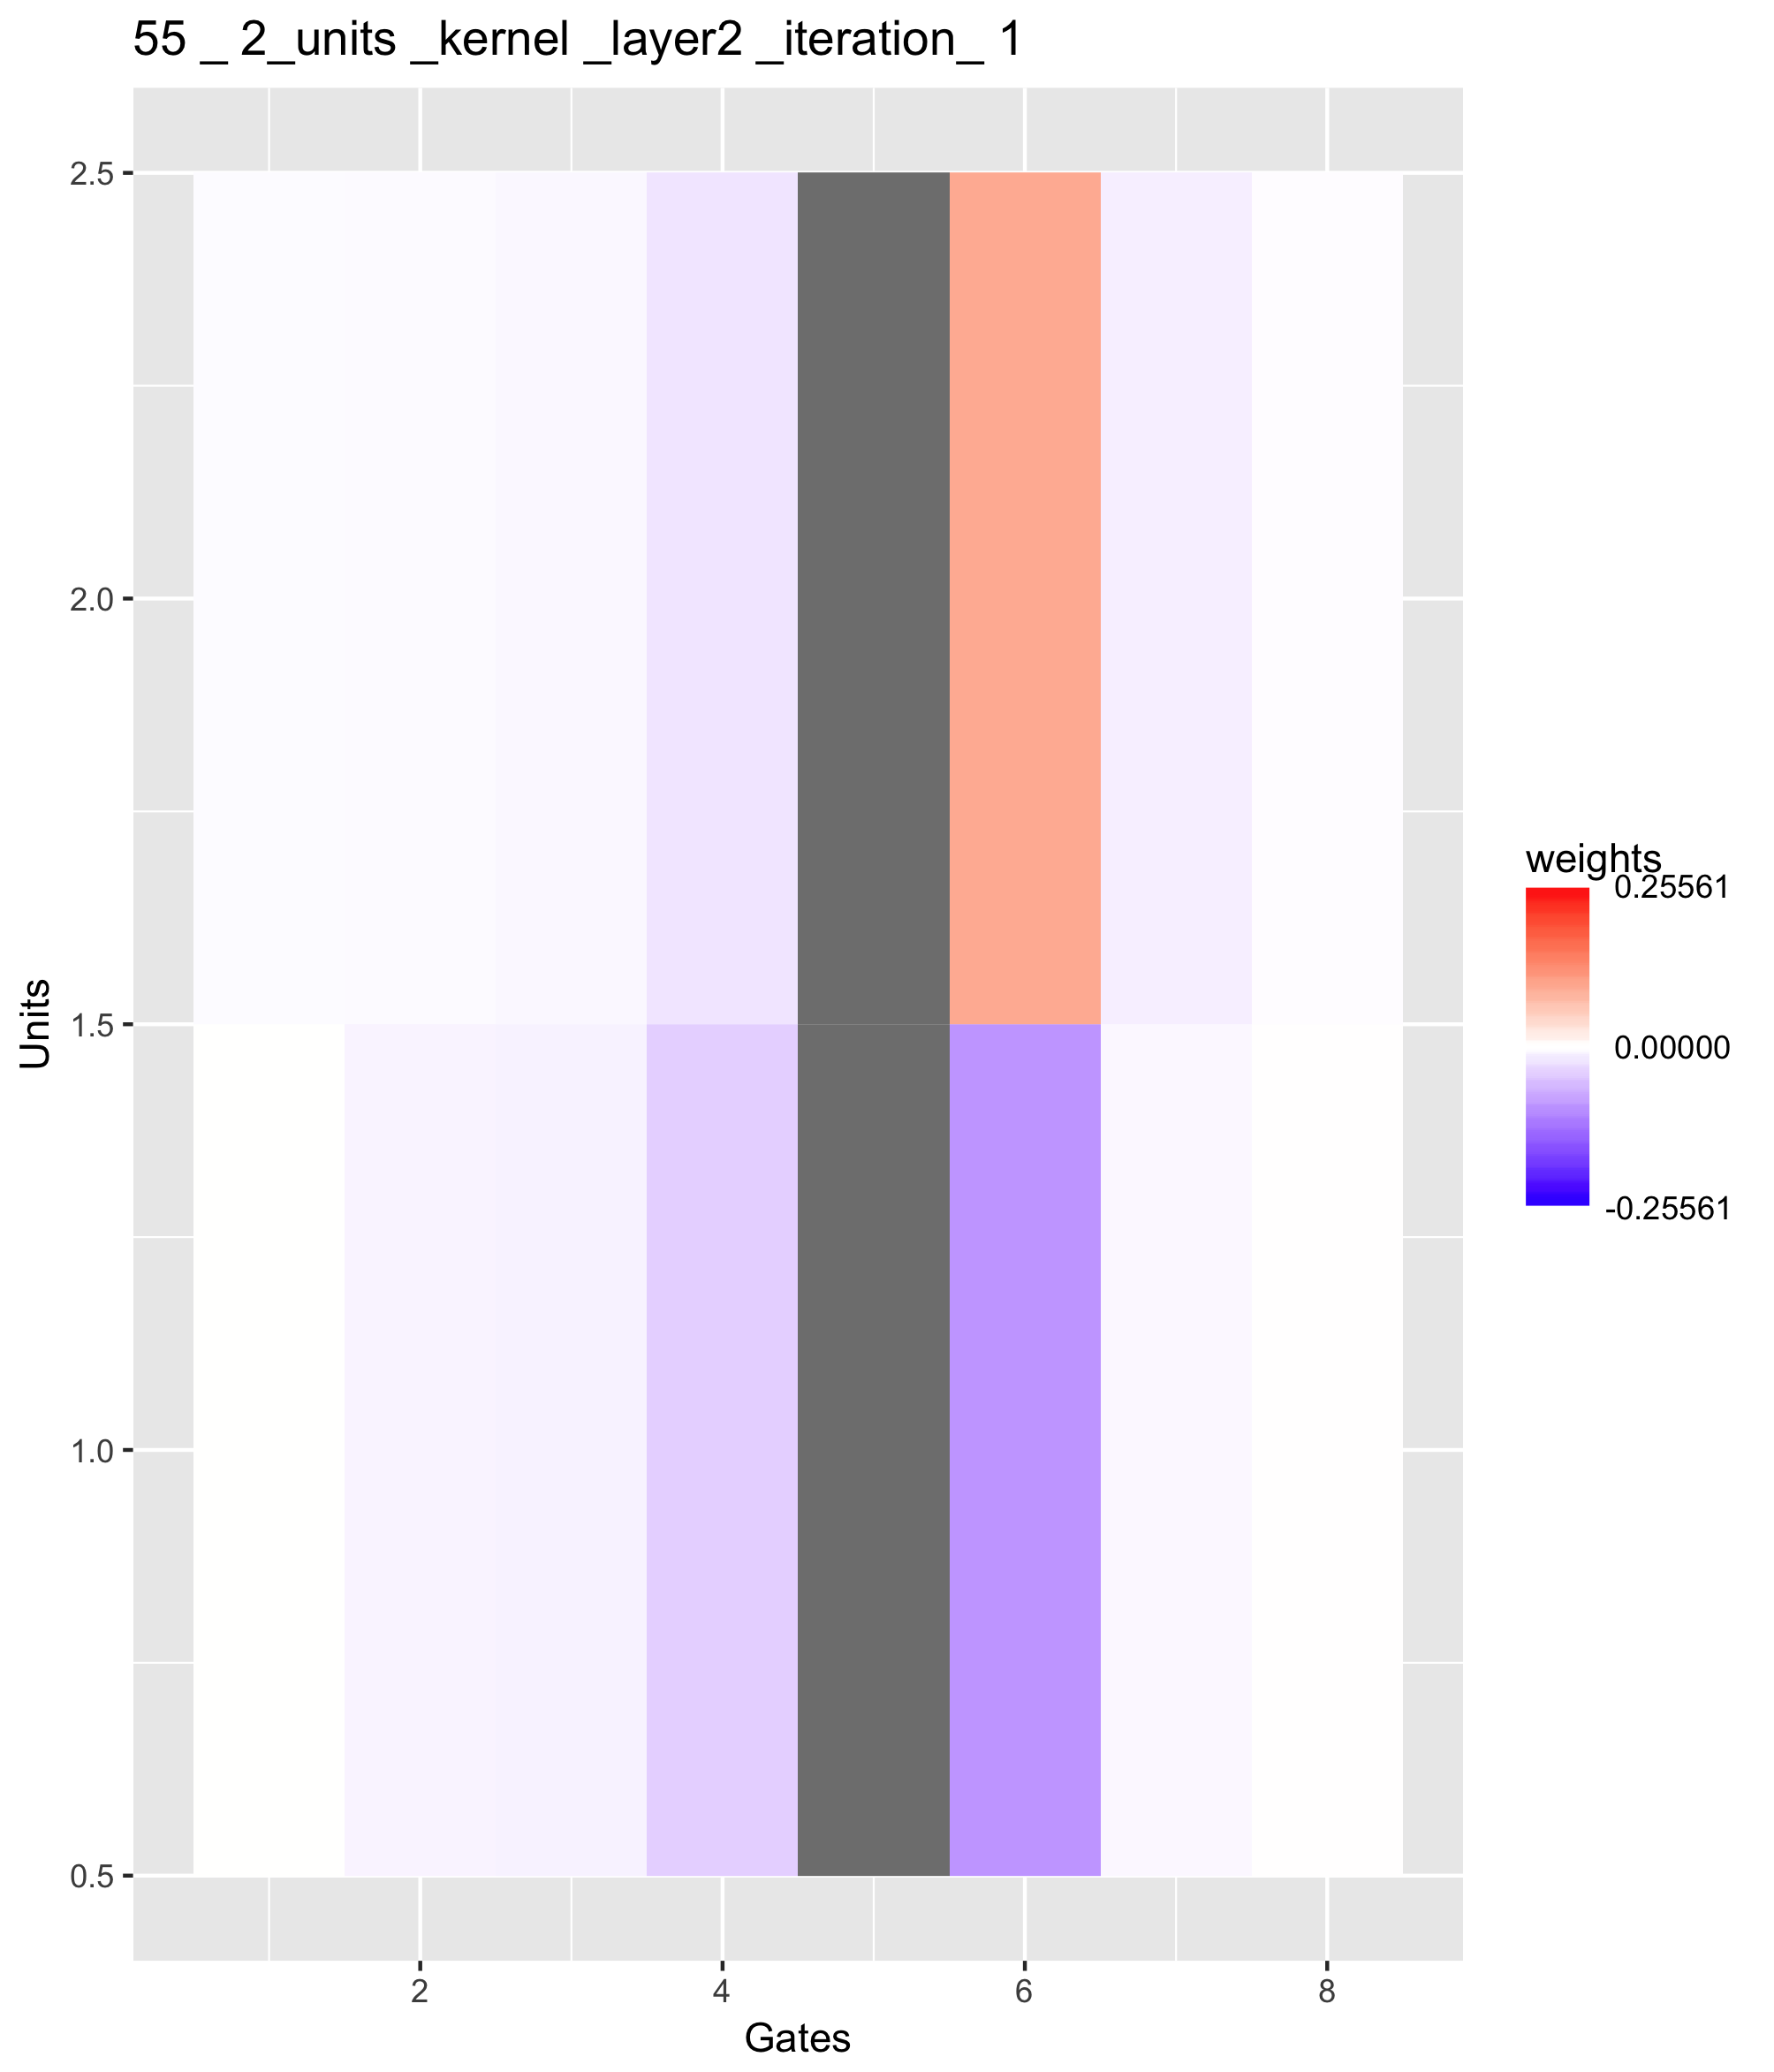 55 _ 2_units _kernel _layer2 _iteration_ 1
2.5
2.0
1.5
1.0
0.5
Units
2 4 6 8
Gates
weights
0.25561
0.00000
-0.25561